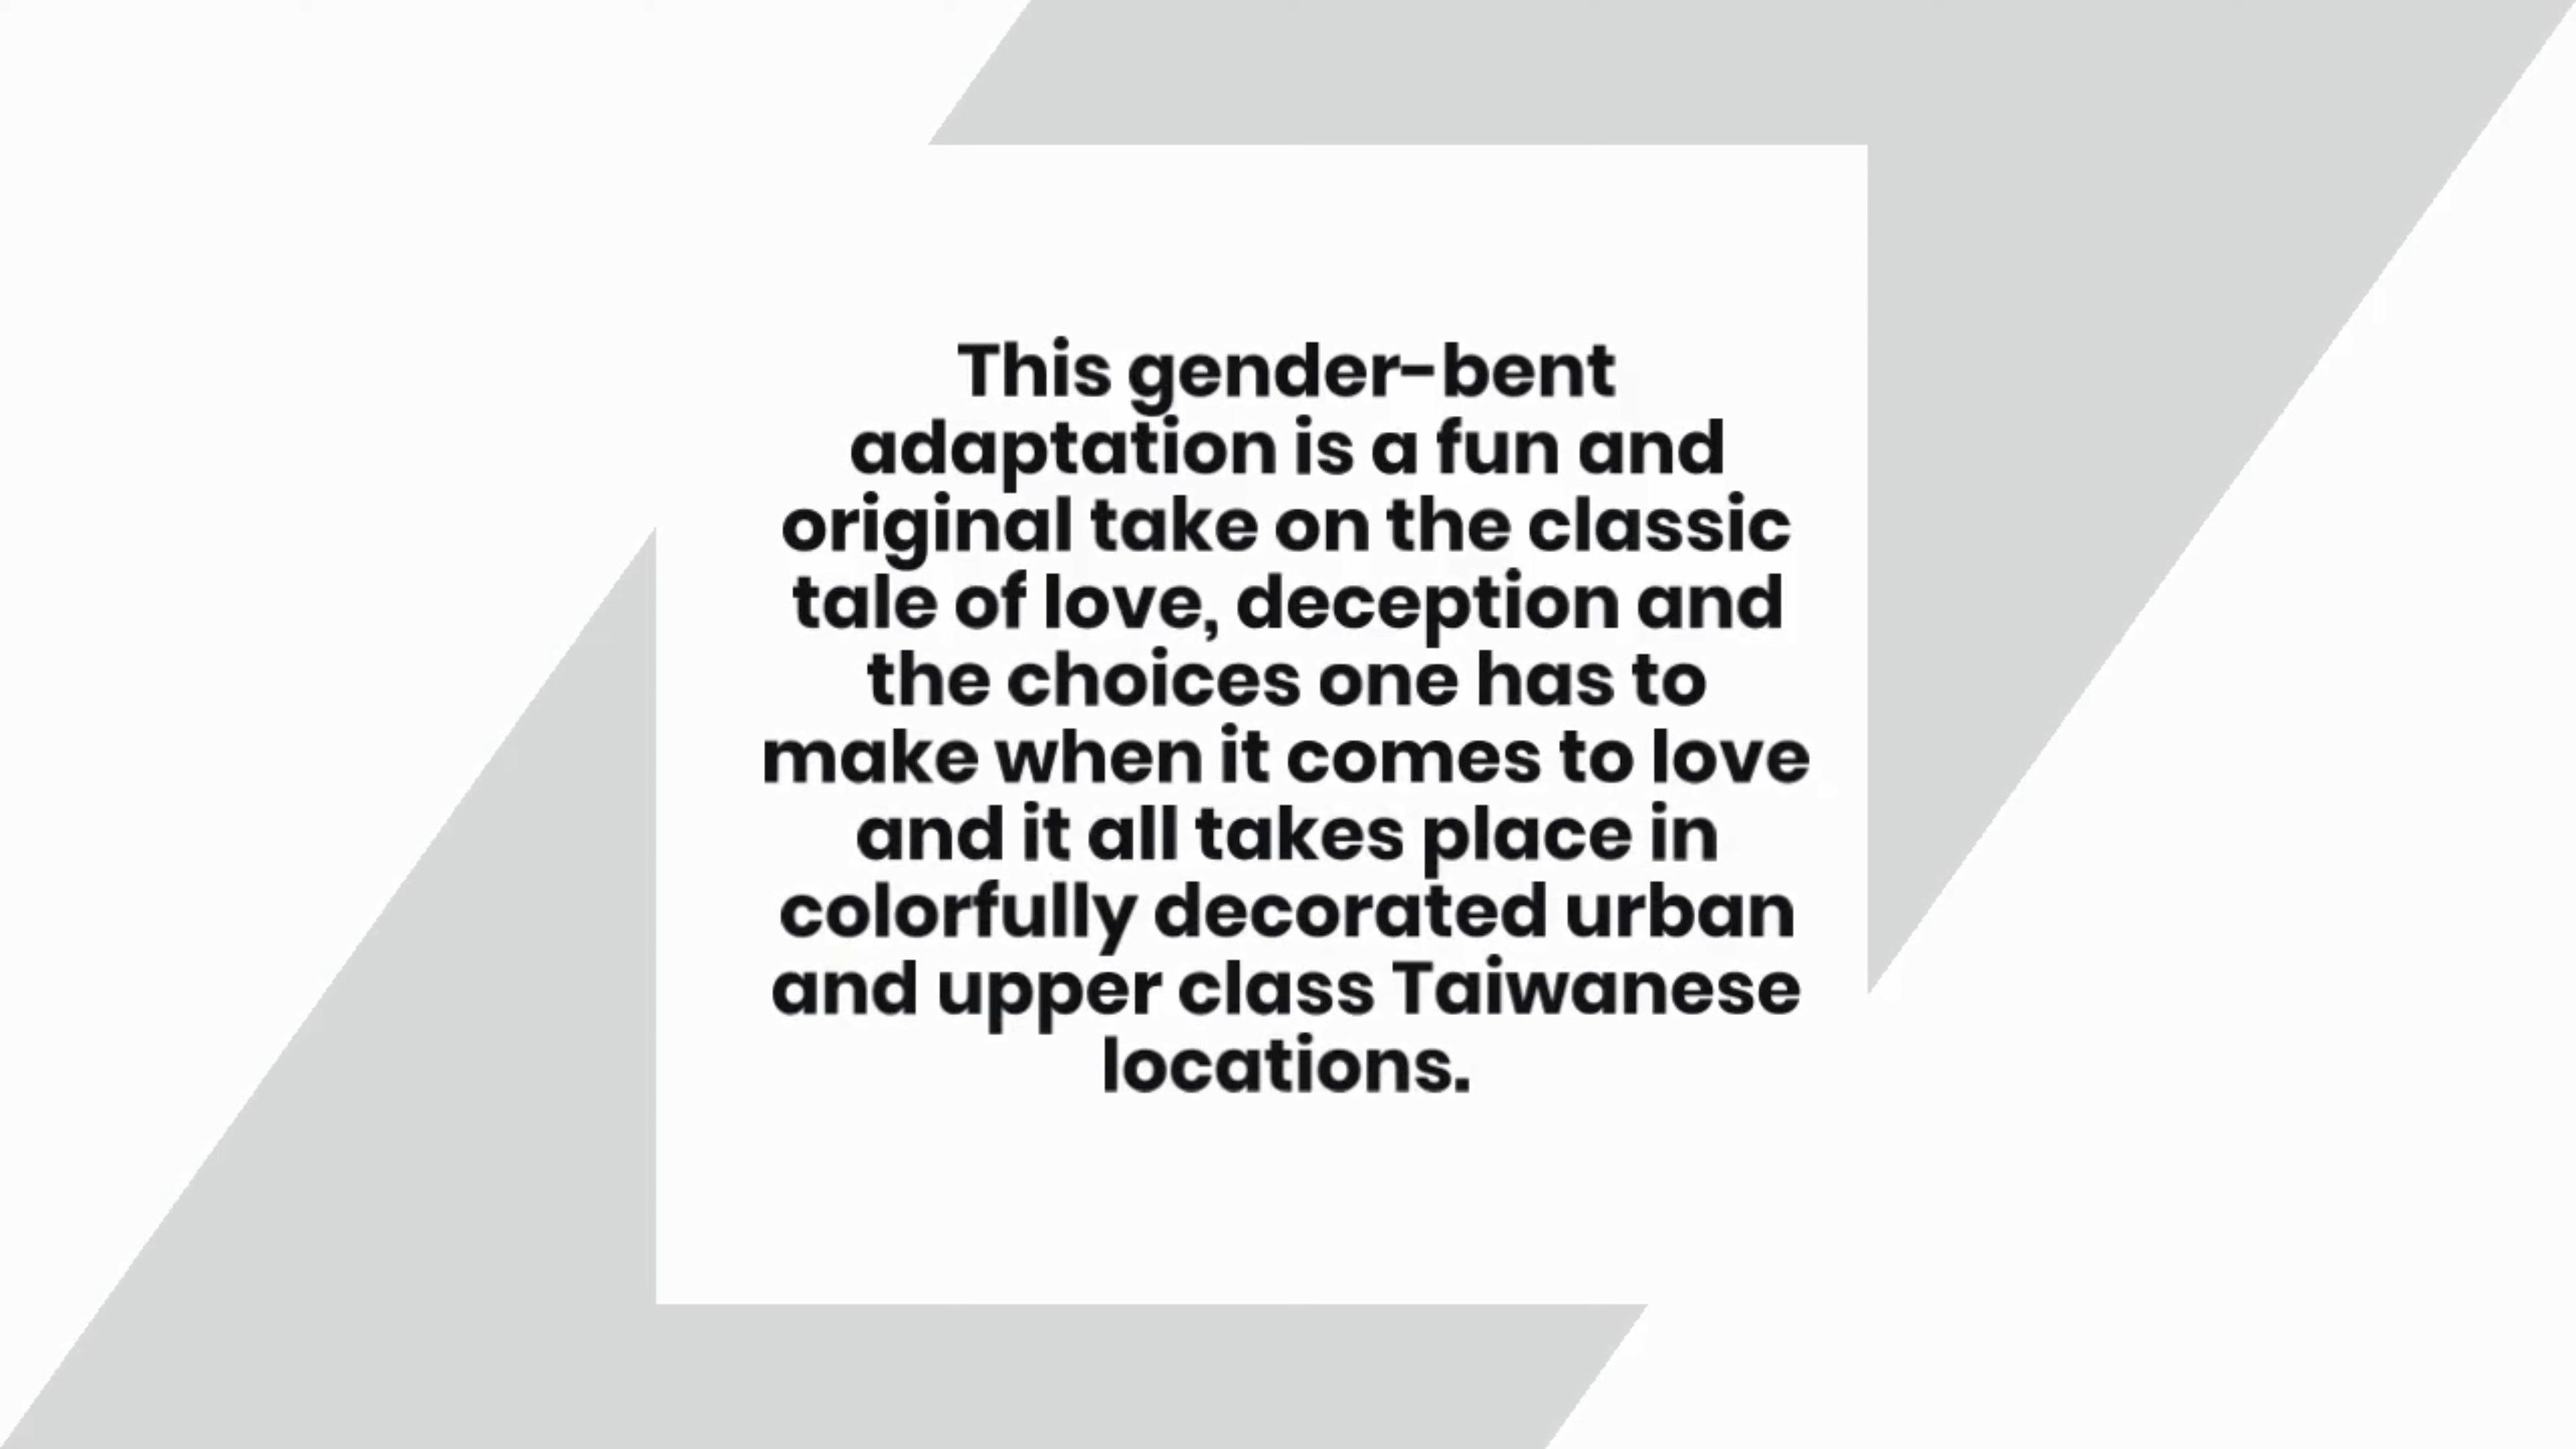 This gender-bent
adaptation is a fun and
original take on the classic
tale of love, deception and
the choices one has to
make when it comes to love
and it all takes place in
colorfully decorated urban
and upper class Taiwanese
locations.